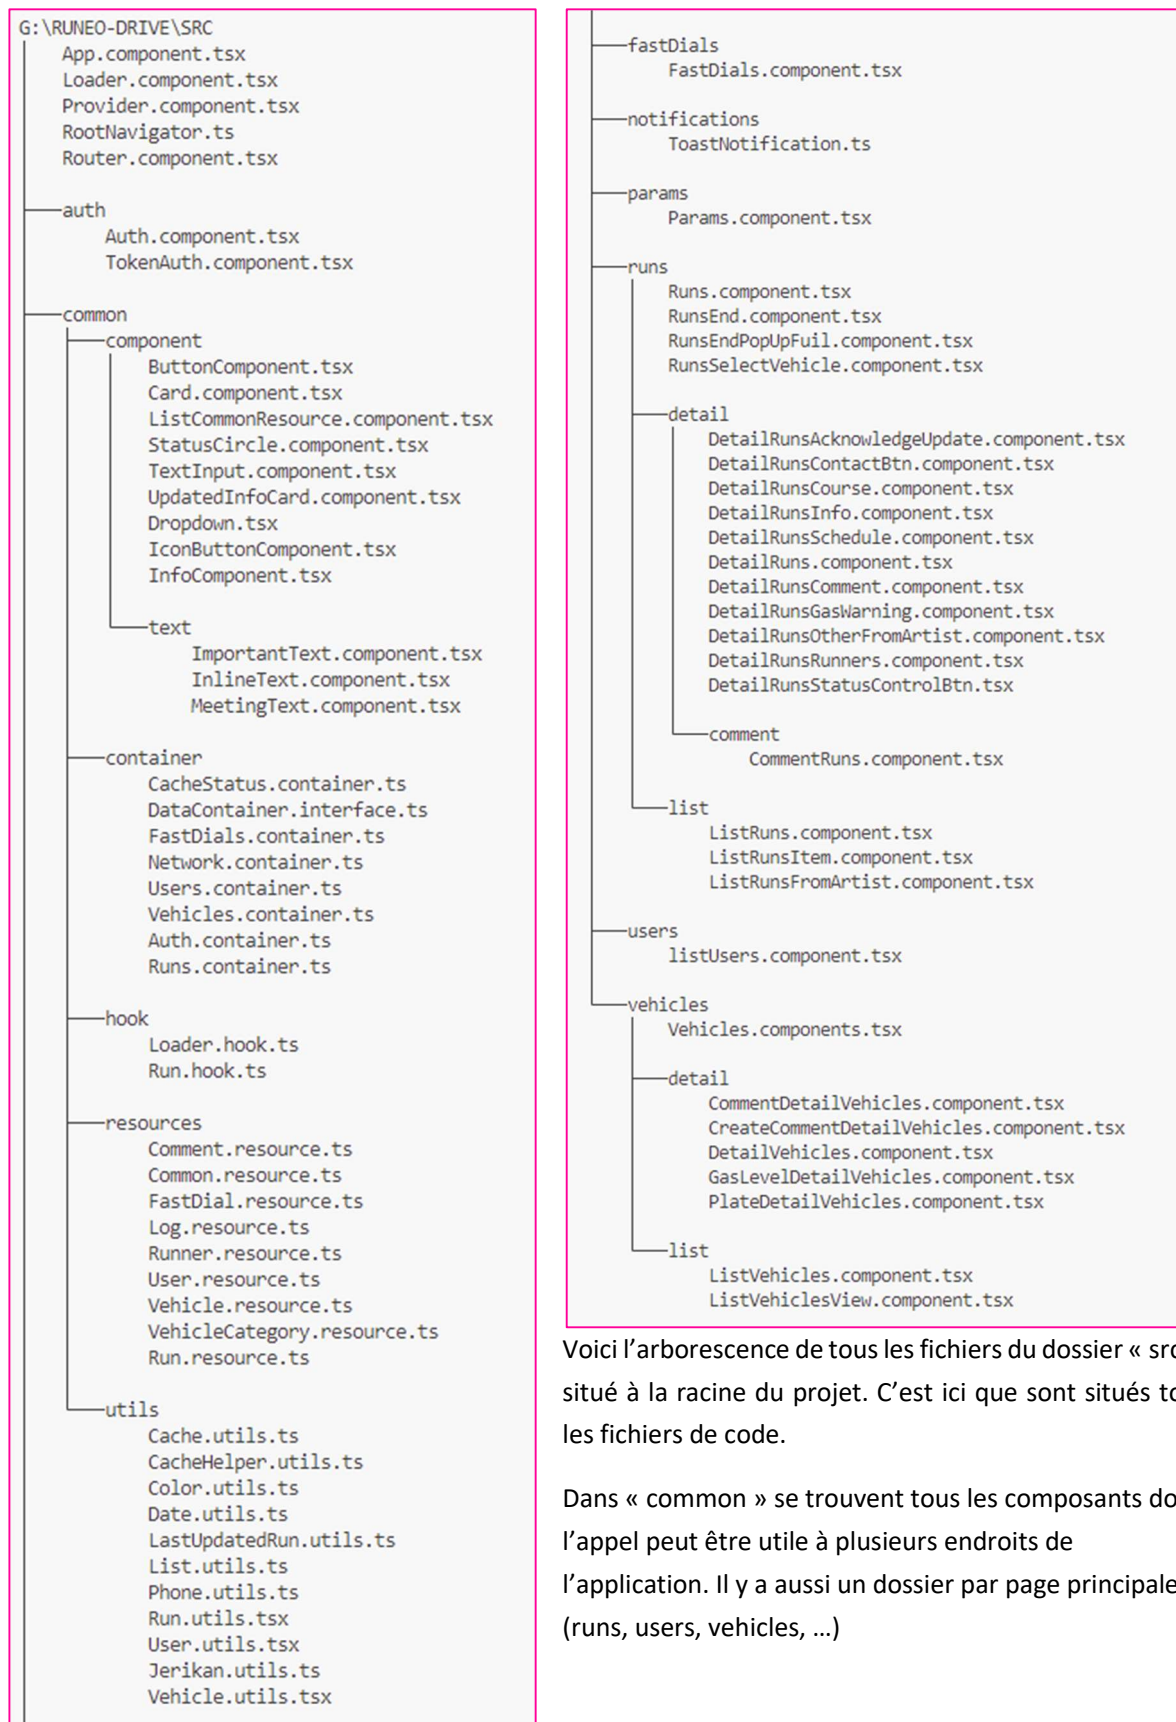 G:\RUNEO-DRIVE\SRC
App.component.tsx
Loader.component.tsx
Provider.component.tsx
RootNavigator.ts
Router.component.tsx
auth
Auth.component.tsx
TokenAuth.component.tsx
common
component
ButtonComponent.tsx
Card.component.tsx
ListCommonResource.component.tsx
StatusCircle.component.tsx
TextInput.component.tsx
UpdatedInfoCard.component.tsx
Dropdown.tsx
IconButtonComponent.tsx
InfoComponent.tsx
text
ImportantText.component.tsx
InlineText.component.tsx
MeetingText.component.tsx
container
CacheStatus.container.ts
DataContainer.interface.ts
FastDials.container.ts
Network.container.ts
Users.container.ts
Vehicles.container.ts
Auth.container.ts
Runs.container.ts
hook
Loader.hook.ts
Run.hook.ts
resources
Comment.resource.ts
Common.resource.ts
FastDial.resource.ts
Log.resource.ts
Runner.resource.ts
User.resource.ts
Vehicle.resource.ts
VehicleCategory.resource.ts
Run.resource.ts
utils
Cache.utils.ts
CacheHelper.utils.ts
Color.utils.ts
Date.utils.ts
LastUpdatedRun.utils.ts
List.utils.ts
Phone.utils.ts
Run.utils.tsx
User.utils.tsx
Jerikan.utils.ts
Vehicle.utils.tsx
fastDials
FastDials.component.tsx
notifications
ToastNotification.ts
params
Params.component.tsx
runs
Runs.component.tsx
RunsEnd.component.tsx
RunsEndPopUpFuil.component.tsx
RunsSelectVehicle.component.tsx
detail
DetailRunsAcknowledgeUpdate.component.tsx
DetailRunsContactBtn.component.tsx
DetailRunsCourse.component.tsx
DetailRunsInfo.component.tsx
DetailRunsSchedule.component.tsx
DetailRuns.component.tsx
DetailRunsComment.component.tsx
DetailRunsGasWarning.component.tsx
DetailRunsOtherFromArtist.component.tsx
DetailRunsRunners.component.tsx
DetailRunsStatusControlBtn.tsx
comment
CommentRuns.component.tsx
list
ListRuns.component.tsx
ListRunsItem.component.tsx
ListRunsFromArtist.component.tsx
users
listUsers.component.tsx
vehicles
Vehicles.components.tsx
detail
CommentDetailVehicles.component.tsx
CreateCommentDetailVehicles.component.tsx
DetailVehicles.component.tsx
GasLevelDetailVehicles.component.tsx
PlateDetailVehicles.component.tsx
list
ListVehicles.component.tsx
ListVehiclesView.component.tsx
Voici l’arborescence de tous les fichiers du dossier « src
situé à la racine du projet. C’est ici que sont situés
les fichiers de code.
Dans « common » se trouvent tous les composants
l’appel peut être utile à plusieurs endroits de
l’application. Il y a aussi un dossier par page principale
(runs, users, vehicles, …)